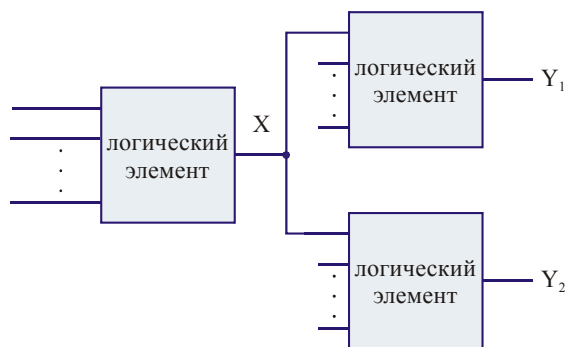 логический
элемент
X
логический
элемент
Y₁
логический
элемент
Y₂